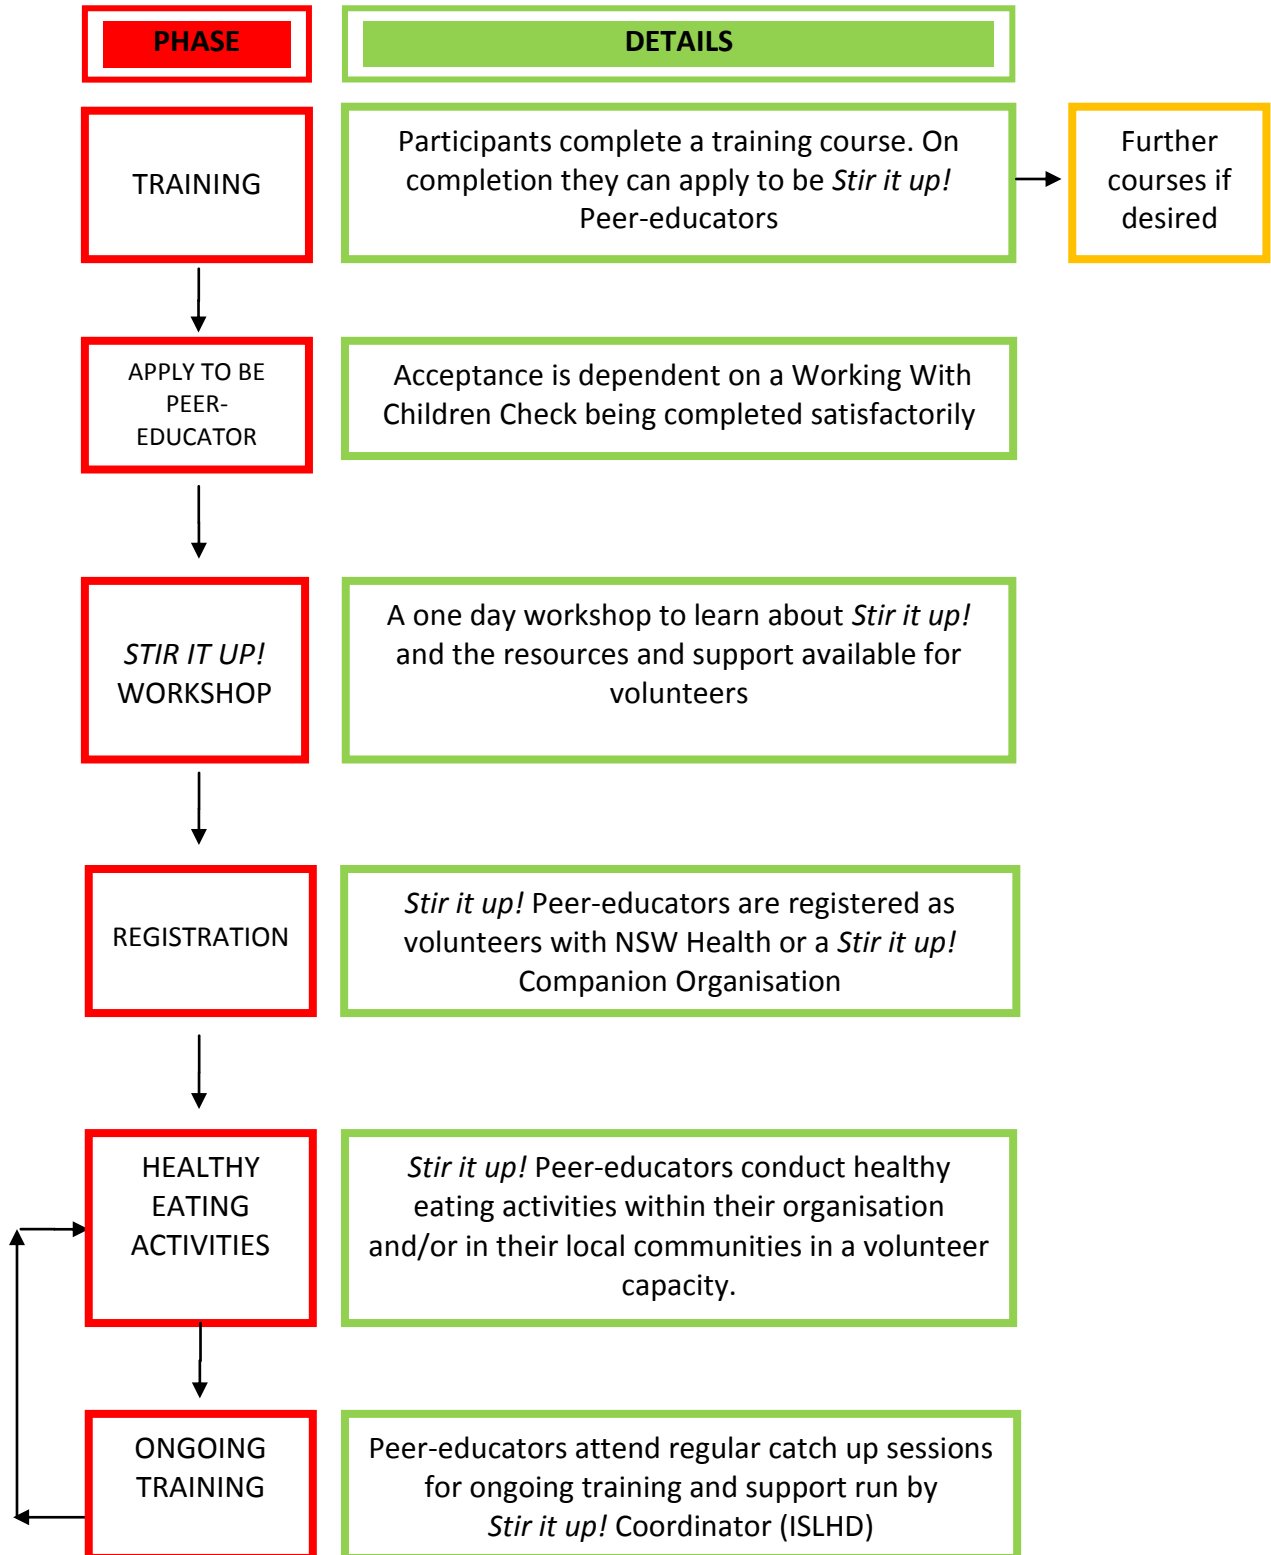 PHASE
DETAILS
TRAINING
Participants complete a training course. On
completion they can apply to be Stir it up!
Peer-educators
Further
courses if
desired
APPLY TO BE
PEER-
EDUCATOR
Acceptance is dependent on a Working With
Children Check being completed satisfactorily
STIR IT UP!
WORKSHOP
A one day workshop to learn about Stir it up!
and the resources and support available for
volunteers
REGISTRATION
Stir it up! Peer-educators are registered as
volunteers with NSW Health or a Stir it up!
Companion Organisation
HEALTHY
EATING
ACTIVITIES
Stir it up! Peer-educators conduct healthy
eating activities within their organisation
and/or in their local communities in a volunteer
capacity.
ONGOING
TRAINING
Peer-educators attend regular catch up sessions
for ongoing training and support run by
Stir it up! Coordinator (ISLHD)